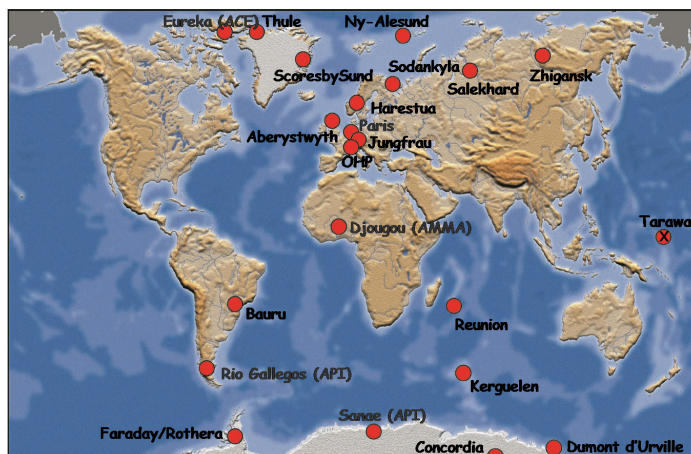 Eureka (ACE) Thule Ny-Alesund
ScoresbySund Sodankyla Zhigansk
Salekhard
Harestua
Aberystwyth Paris
Jungfrau
OHP
Tarawa
X
Djougou (AMMA)
Bauru Reunion
Rio Gallegos (API) Kerguelen
Sanae (API)
Faraday/Rothera
Concordia Dumont d'Urville